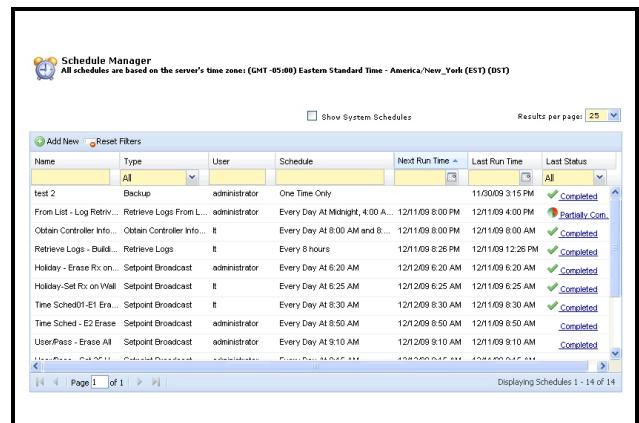 Schedule Manager
All schedules are based on the server's time zone: (GMT -05:00) Eastern Standard Time - America/New_York (EST) (DST)
Show System Schedules Results per page: 25
Add New Reset Filters
Name Type User Schedule Next Run Time Last Run Time Last Status
All All
test 2 Backup administrator One Time Only 11/30/09 3:15 PM Completed
From List - Log Retriv... Retrieve Logs From L... administrator Every Day At Midnight, 4:00 A... 12/11/09 8:00 PM 12/11/09 4:00 PM Partially Com.
Obtain Controller Info... Obtain Controller Info... lt Every Day At 8:00 AM and 8:... 12/11/09 8:00 PM 12/11/09 8:00 AM Completed
Retrieve Logs - Buildi... Retrieve Logs lt Every 8 hours 12/11/09 8:26 PM 12/11/09 12:26 PM Completed
Holiday - Erase Rx on... Setpoint Broadcast administrator Every Day At 6:20 AM 12/12/09 6:20 AM 12/11/09 6:20 AM Completed
Holiday-Set Rx on Wall Setpoint Broadcast lt Every Day At 6:25 AM 12/12/09 6:25 AM 12/11/09 6:25 AM Completed
Time Sched01-E1 Era... Setpoint Broadcast lt Every Day At 8:30 AM 12/12/09 8:30 AM 12/11/09 8:30 AM Completed
Time Sched - E2 Erase Setpoint Broadcast administrator Every Day At 8:50 AM 12/12/09 8:50 AM 12/11/09 8:50 AM Completed
User/Pass - Erase All Setpoint Broadcast administrator Every Day At 9:10 AM 12/12/09 9:10 AM 12/11/09 9:10 AM Completed
Page 1 of 1 Displaying Schedules 1 - 14 of 14